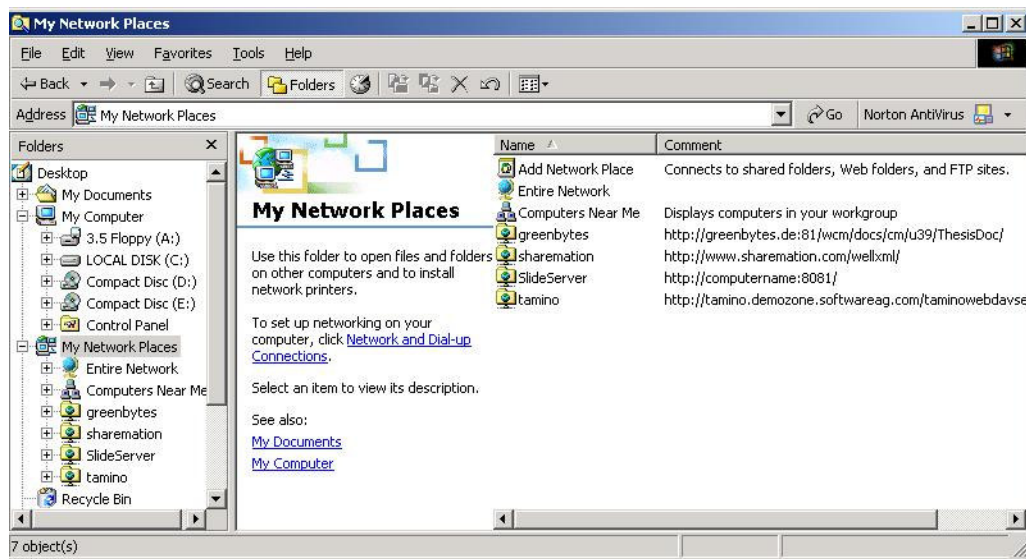 My Network Places
File Edit View Favorites Tools Help
Back Search Folders
Address My Network Places Go Norton AntiVirus
Folders
Desktop
My Documents
My Computer
3.5 Floppy (A:)
LOCAL DISK (C:)
Compact Disc (D:)
Compact Disc (E:)
Control Panel
My Network Places
Entire Network
Computers Near Me
greenbytes
sharemation
SlideServer
tamino
Recycle Bin
My Network Places
Use this folder to open files and folders
on other computers and to install
network printers.
To set up networking on your
computer, click Network and Dial-up
Connections.
Select an item to view its description.
See also:
My Documents
My Computer
Name Comment
Add Network Place Connects to shared folders, Web folders, and FTP sites.
Entire Network
Computers Near Me Displays computers in your workgroup
greenbytes http://greenbytes.de:81/wcm/docs/cm/u39/ThesisDoc/
sharemation http://www.sharemation.com/wellxml/
SlideServer http://computername:8081/
tamino http://tamino.demozone.softwareag.com/taminowebdavse
7 object(s)